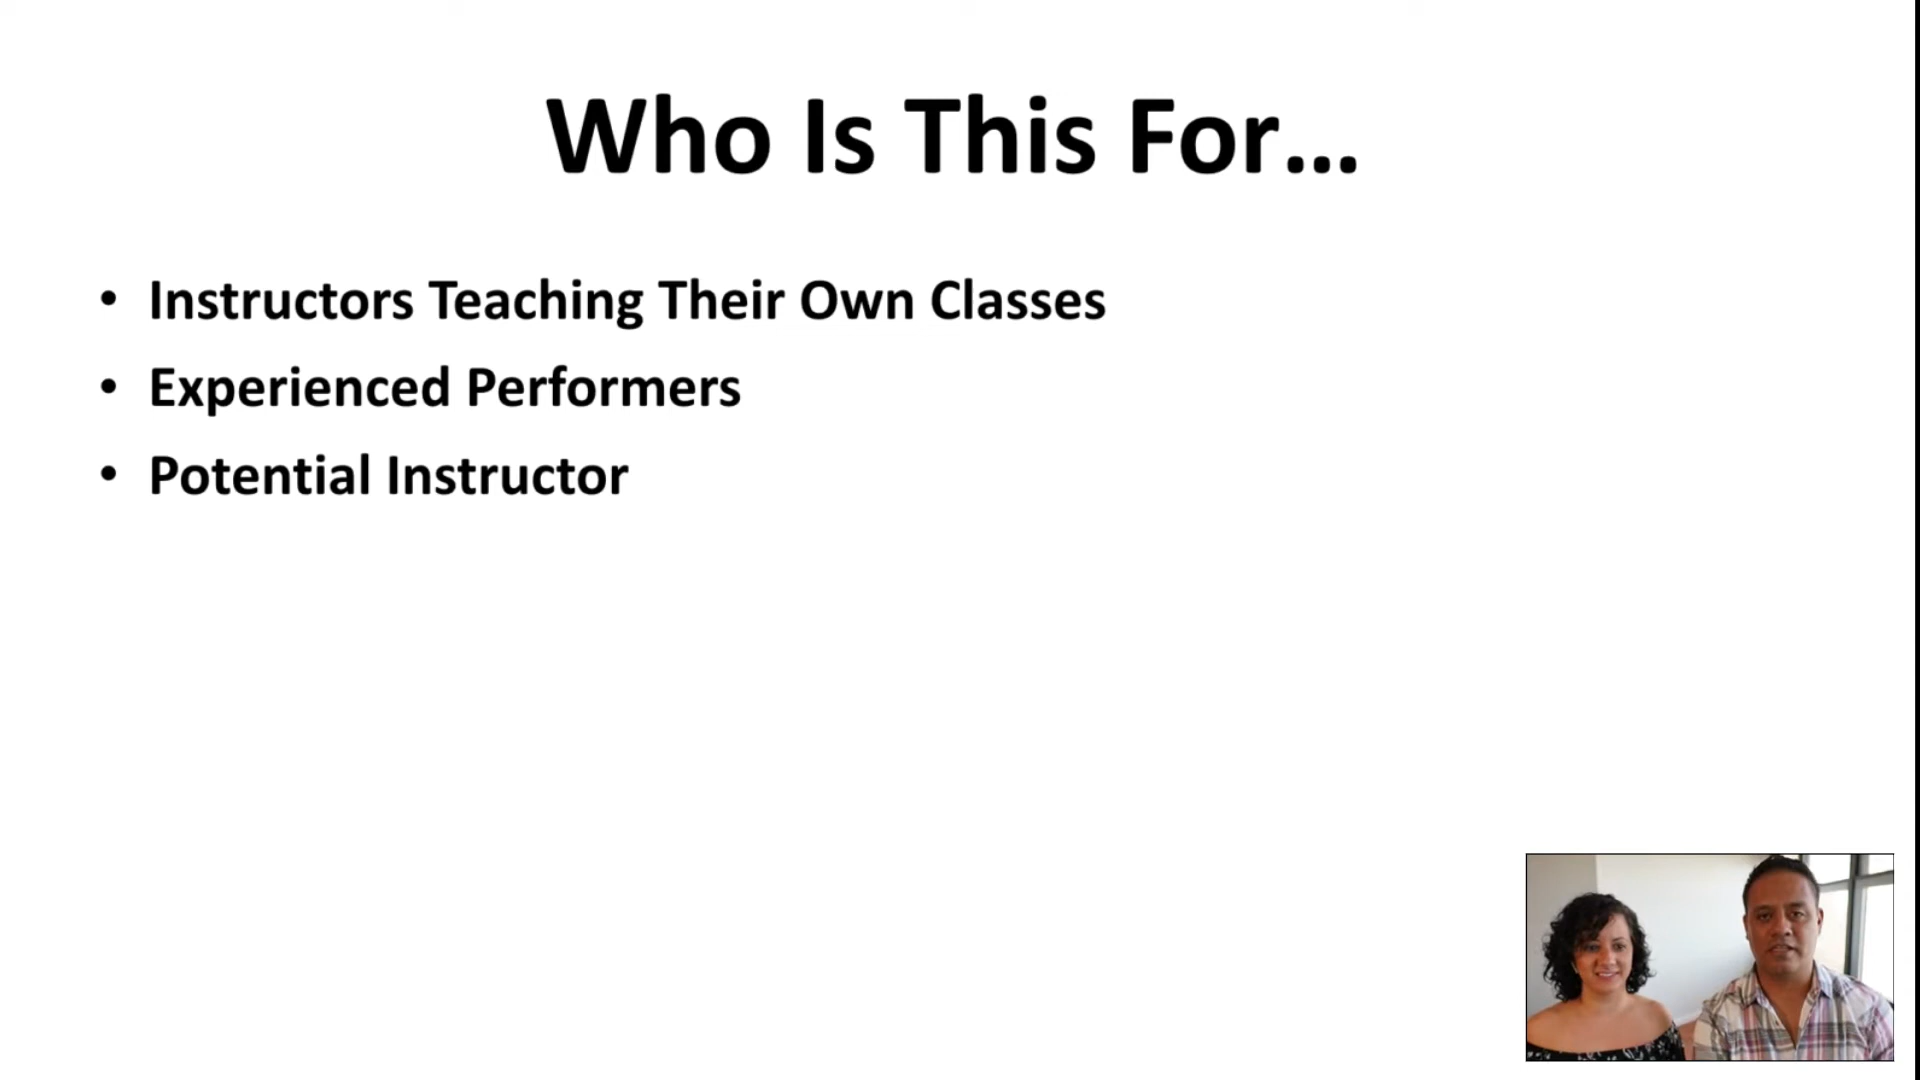 Who Is This For...
• Instructors Teaching Their Own Classes
• Experienced Performers
• Potential Instructor